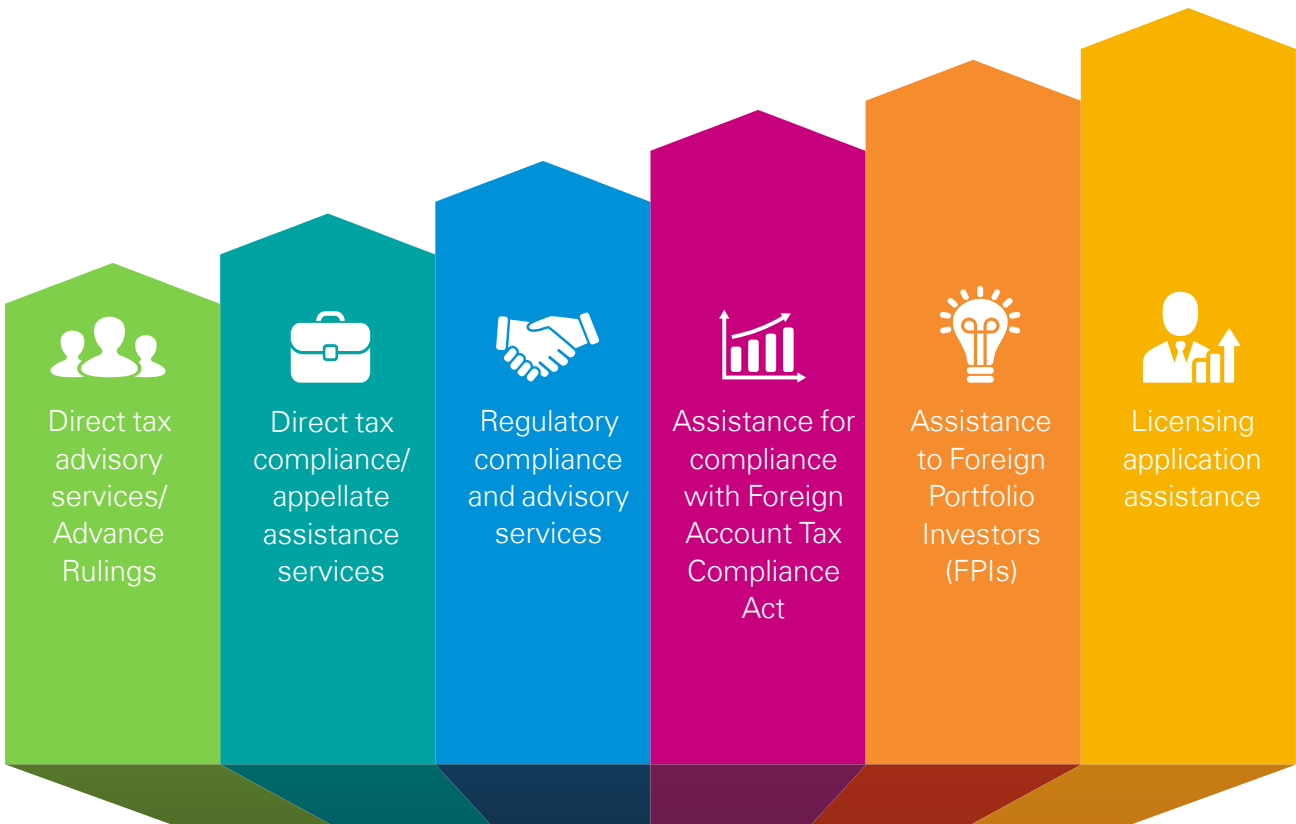 Direct tax
advisory
services/
Advance
Rulings
Direct tax
compliance/
appellate
assistance
services
Regulatory
compliance
and advisory
services
Assistance for
compliance
with Foreign
Account Tax
Compliance
Act
Assistance
to Foreign
Portfolio
Investors
(FPIs)
Licensing
application
assistance